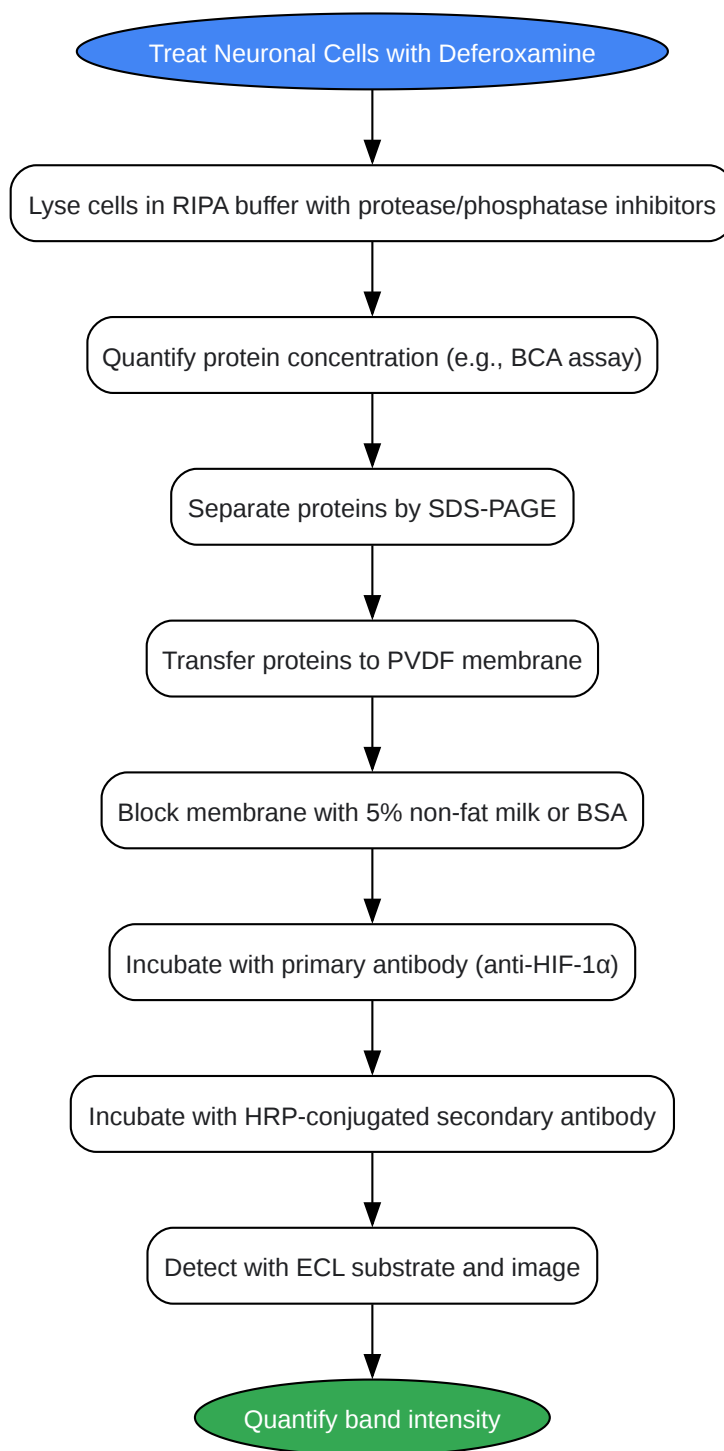 Treat Neuronal Cells with Deferoxamine
Lyse cells in RIPA buffer with protease/phosphatase inhibitors
Quantify protein concentration (e.g., BCA assay)
Separate proteins by SDS-PAGE
Transfer proteins to PVDF membrane
Block membrane with 5% non-fat milk or BSA
Incubate with primary antibody (anti-HIF-1α)
Incubate with HRP-conjugated secondary antibody
Detect with ECL substrate and image
Quantify band intensity